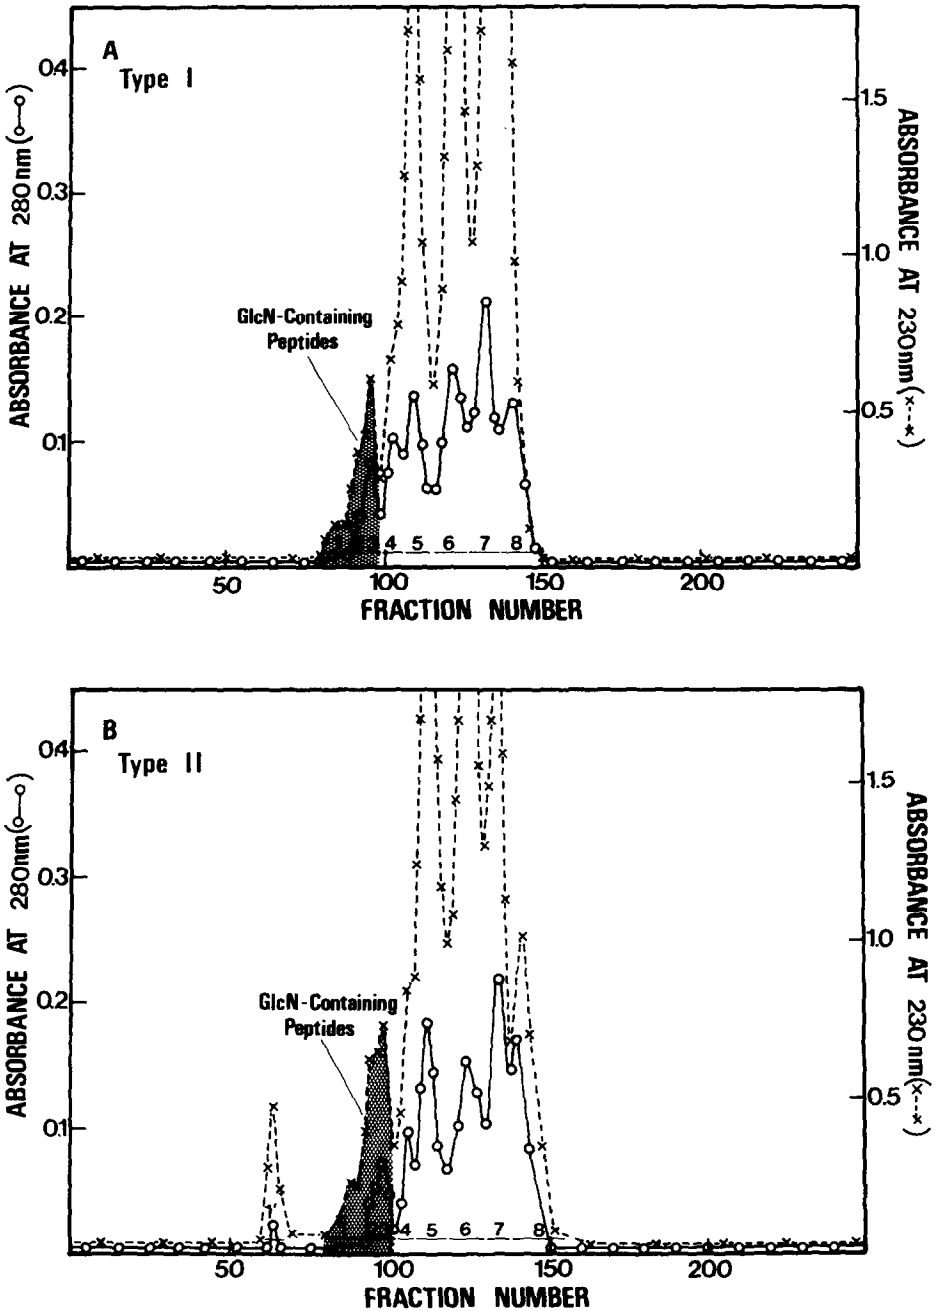 A
Type I
0.4
0.3
0.2
0.1
ABSORBANCE AT 280nm(o—o)
1.5
1.0
0.5
ABSORBANCE AT 230nm(x---x)
GlcN-Containing
Peptides
4 5 6 7 8
50 100 150 200
FRACTION NUMBER
B
Type II
0.4
0.3
0.2
0.1
ABSORBANCE AT 280nm(o—o)
1.5
1.0
0.5
ABSORBANCE AT 230nm(x---x)
GlcN-Containing
Peptides
4 5 6 7 8
50 100 150 200
FRACTION NUMBER